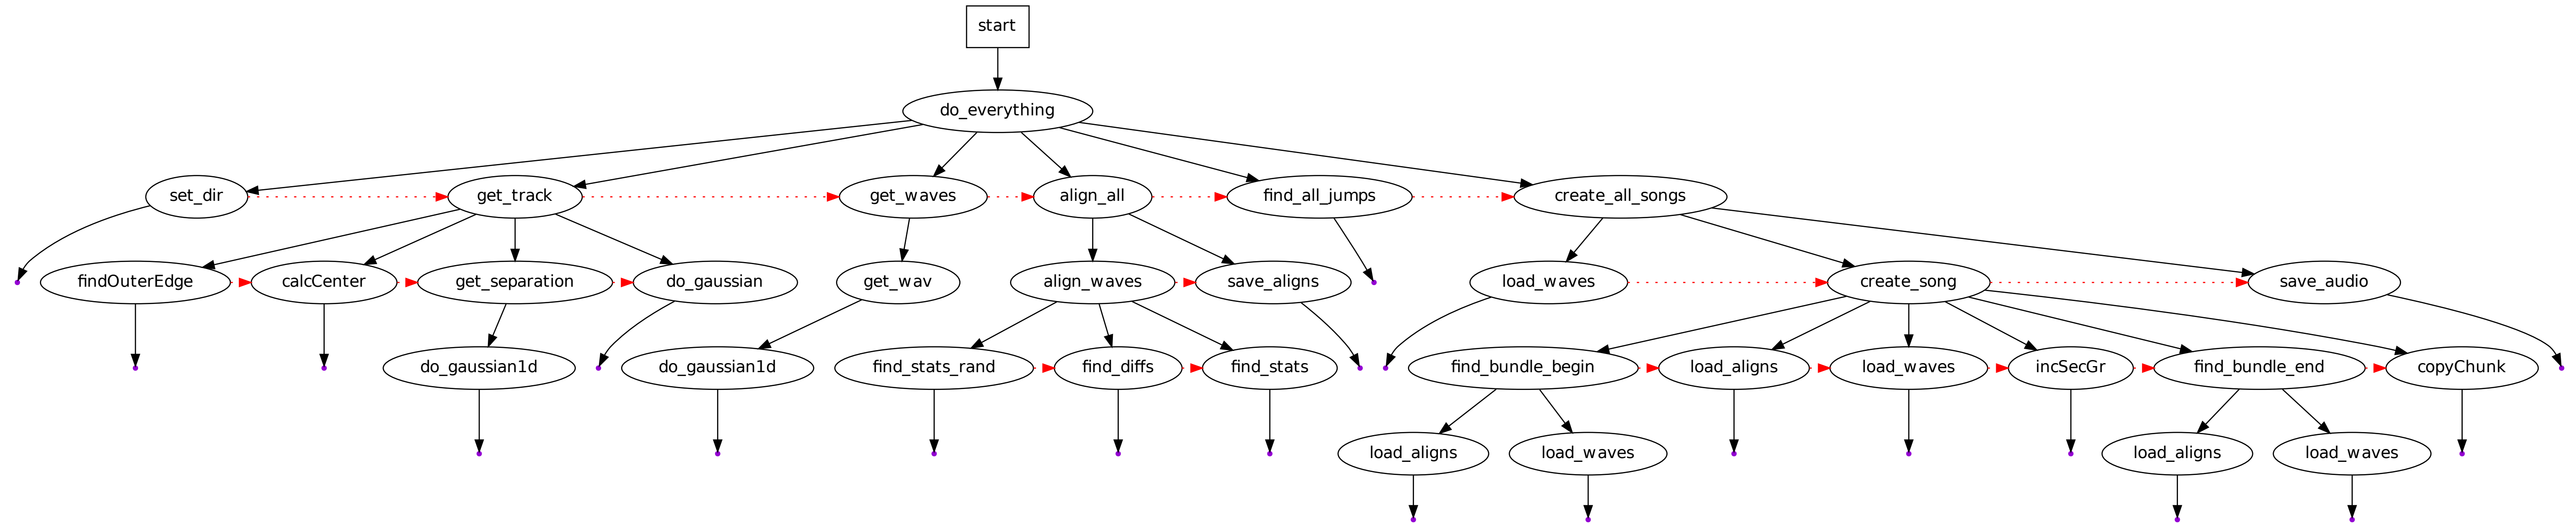 start
do_everything
set_dir
get_track
get_waves
align_all
find_all_jumps
create_all_songs
findOuterEdge
calcCenter
get_separation
do_gaussian
get_wav
align_waves
save_aligns
load_waves
create_song
save_audio
do_gaussian1d
do_gaussian1d
find_stats_rand
find_diffs
find_stats
find_bundle_begin
load_aligns
load_waves
incSecGr
find_bundle_end
copyChunk
load_aligns
load_waves
load_aligns
load_waves